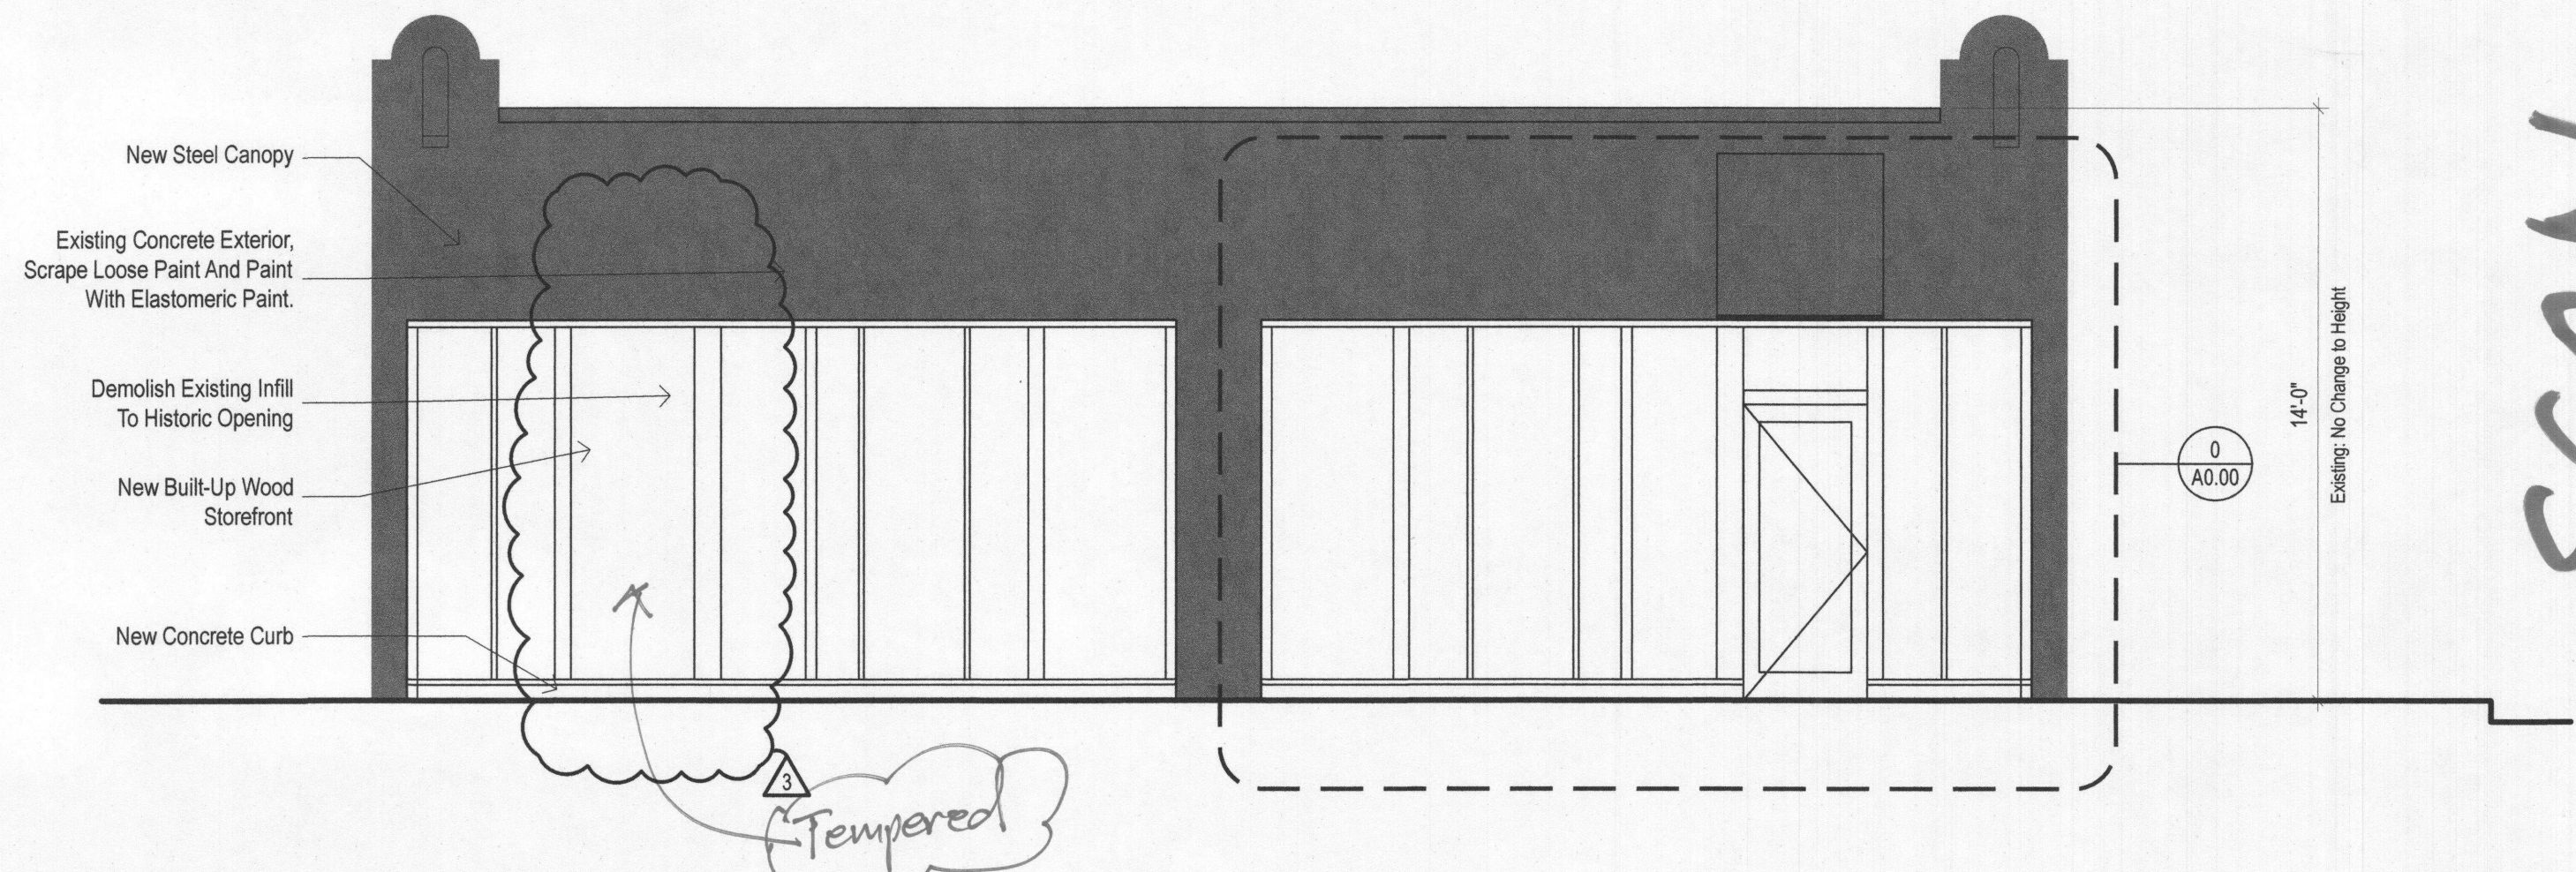 New Steel Canopy
Existing Concrete Exterior,
Scrape Loose Paint And Paint
With Elastomeric Paint.
Demolish Existing Infill
To Historic Opening
New Built-Up Wood
Storefront
New Concrete Curb
3
Tempered
0
A0.00
14'-0"
Existing: No Change to Height